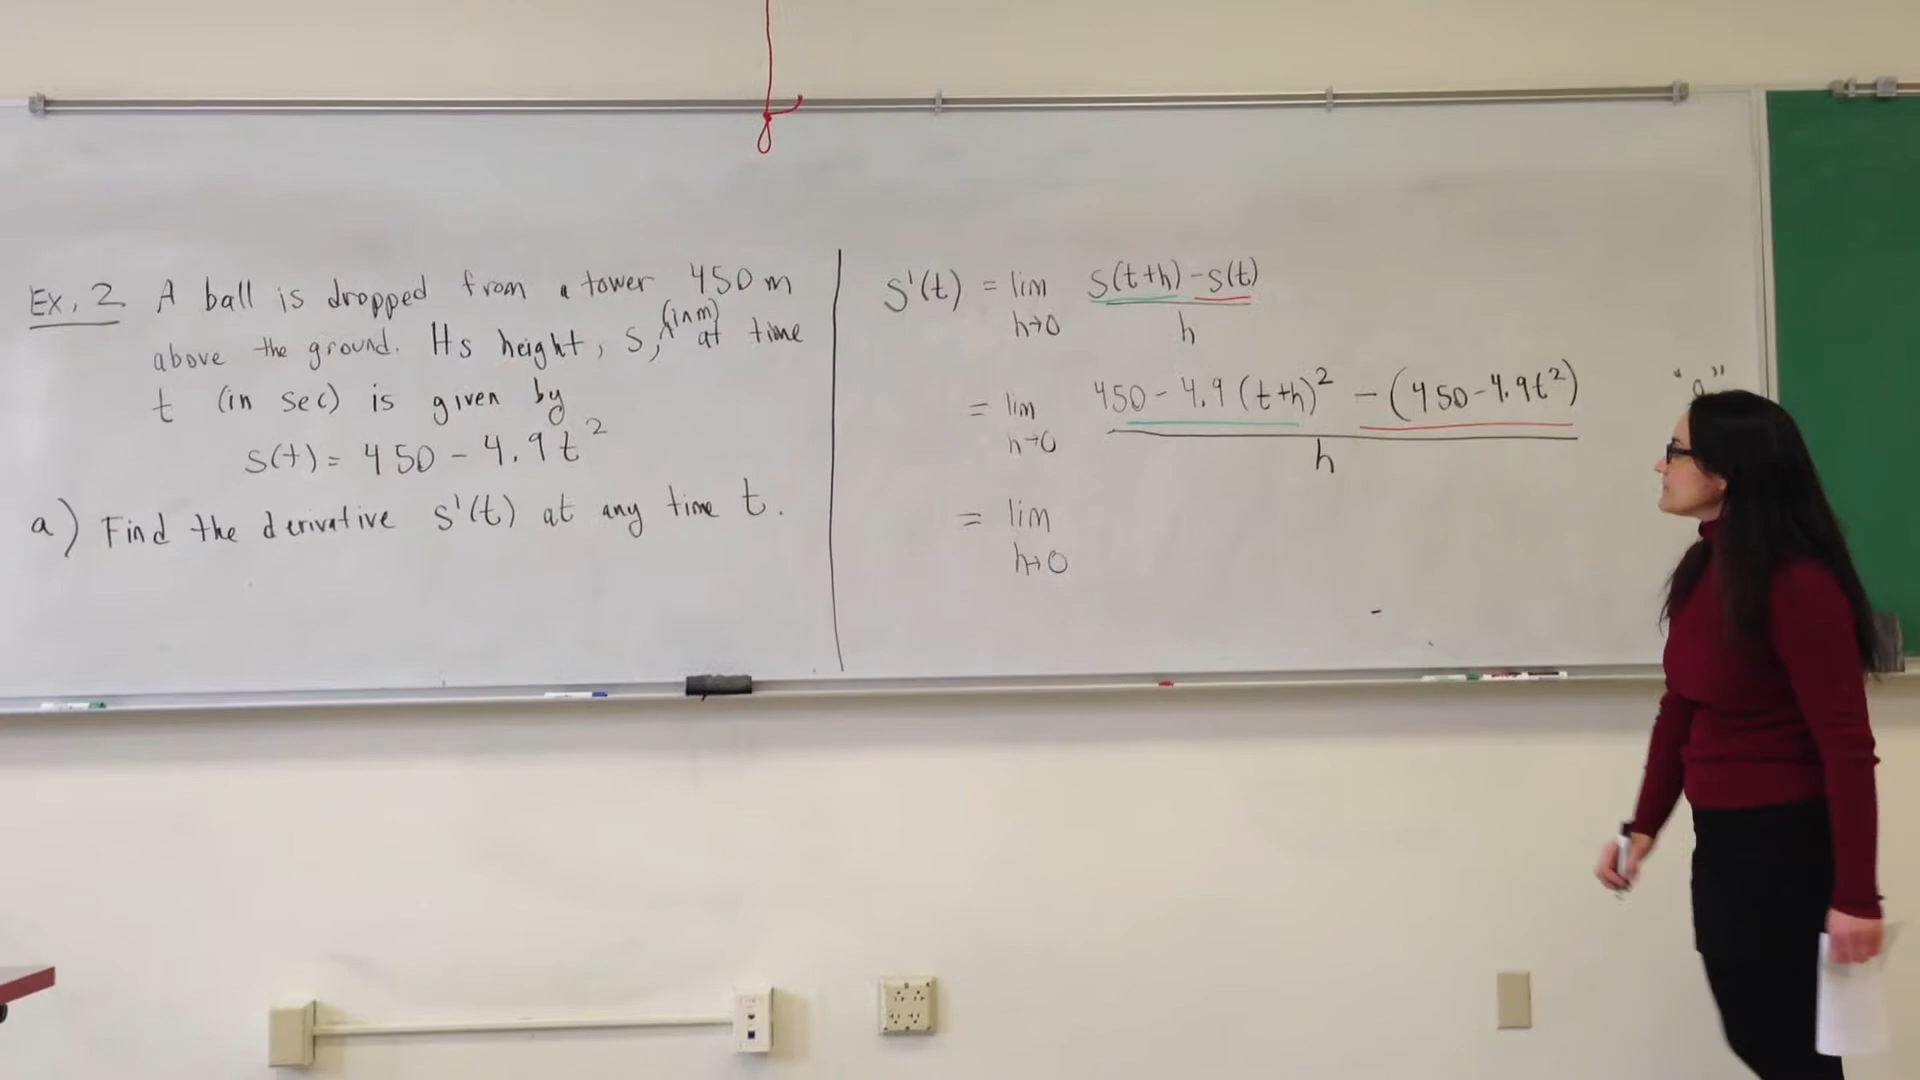 Ex. 2 A ball is dropped from a tower 450 m
above the ground. Its height, s, (in m) at time
t (in sec) is given by
s(t) = 450 - 4.9t²
a) Find the derivative s'(t) at any time t.
s'(t) = lim h→0 s(t+h) - s(t) / h
= lim h→0 450 - 4.9(t+h)² - (450 - 4.9t²) / h
= lim h→0